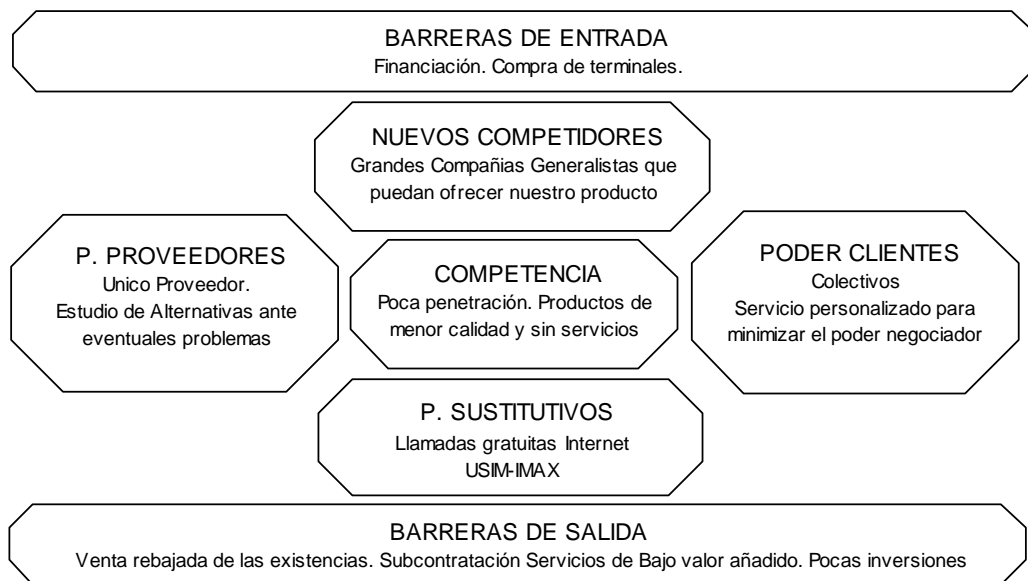 BARRERAS DE ENTRADA
Financiación. Compra de terminales.
NUEVOS COMPETIDORES
Grandes Compañias Generalistas que
puedan ofrecer nuestro producto
P. PROVEEDORES
Unico Proveedor.
Estudio de Alternativas ante
eventuales problemas
COMPETENCIA
Poca penetración. Productos de
menor calidad y sin servicios
PODER CLIENTES
Colectivos
Servicio personalizado para
minimizar el poder negociador
P. SUSTITUTIVOS
Llamadas gratuitas Internet
USIM-IMAX
BARRERAS DE SALIDA
Venta rebajada de las existencias. Subcontratación Servicios de Bajo valor añadido. Pocas inversiones